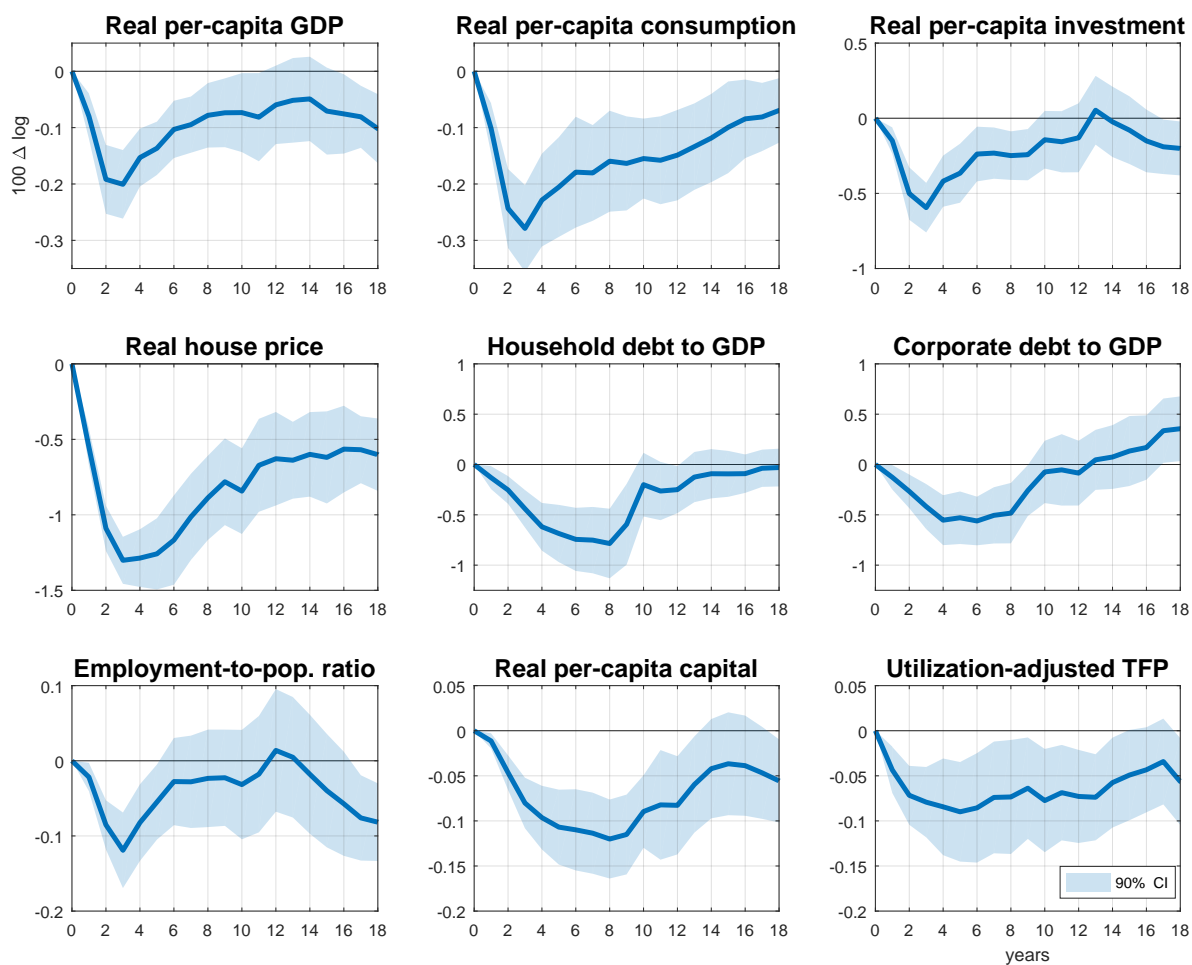 Real per-capita GDP
100 Δ log
0
-0.1
-0.2
-0.3
0 2 4 6 8 10 12 14 16 18
Real per-capita consumption
0
-0.1
-0.2
-0.3
0 2 4 6 8 10 12 14 16 18
Real per-capita investment
0.5
0
-0.5
-1
0 2 4 6 8 10 12 14 16 18
Real house price
0
-0.5
-1
-1.5
0 2 4 6 8 10 12 14 16 18
Household debt to GDP
1
0.5
0
-0.5
-1
0 2 4 6 8 10 12 14 16 18
Corporate debt to GDP
1
0.5
0
-0.5
-1
0 2 4 6 8 10 12 14 16 18
Employment-to-pop. ratio
0.1
0
-0.1
-0.2
0 2 4 6 8 10 12 14 16 18
Real per-capita capital
0.05
0
-0.05
-0.1
-0.15
-0.2
0 2 4 6 8 10 12 14 16 18
Utilization-adjusted TFP
0.05
0
-0.05
-0.1
-0.15
-0.2
90% CI
0 2 4 6 8 10 12 14 16 18
years